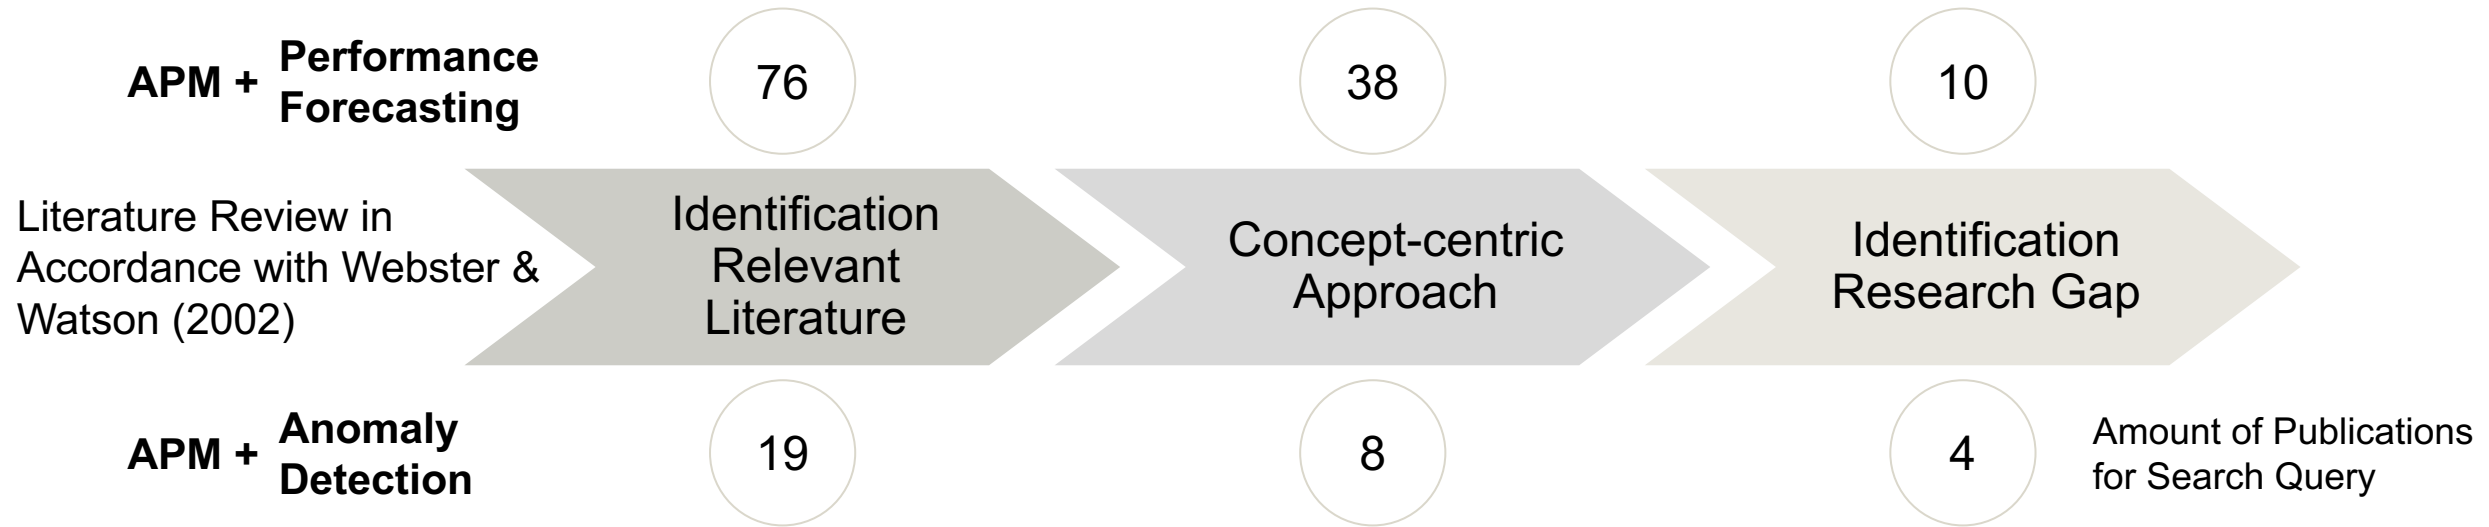 APM + Performance
Forecasting
76
38
10
Literature Review in
Accordance with Webster &
Watson (2002)
Identification
Relevant
Literature
Concept-centric
Approach
Identification
Research Gap
APM + Anomaly
Detection
19
8
4
Amount of Publications
for Search Query